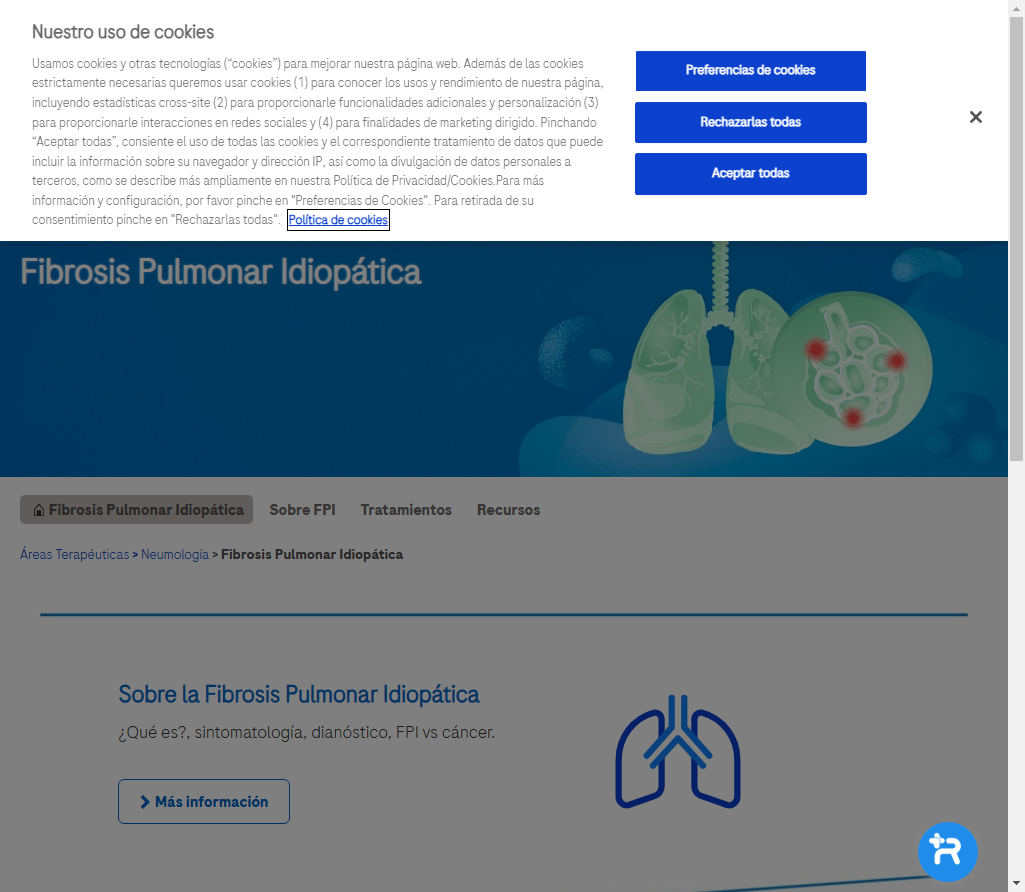 Nuestro uso de cookies
Usamos cookies y otras tecnologías (“cookies”) para mejorar nuestra página web. Además de las cookies
estrictamente necesarias queremos usar cookies (1) para conocer los usos y rendimiento de nuestra página,
incluyendo estadísticas cross-site (2) para proporcionarle funcionalidades adicionales y personalización (3)
para proporcionarle interacciones en redes sociales y (4) para finalidades de marketing dirigido. Pinchando
“Aceptar todas”, consiente el uso de todas las cookies y el correspondiente tratamiento de datos que puede
incluir la información sobre su navegador y dirección IP, así como la divulgación de datos personales a
terceros, como se describe más ampliamente en nuestra Política de Privacidad/Cookies.Para más
información y configuración, por favor pinche en "Preferencias de Cookies". Para retirada de su
consentimiento pinche en "Rechazarlas todas". Política de cookies
Preferencias de cookies
Rechazarlas todas
Aceptar todas
Fibrosis Pulmonar Idiopática
Fibrosis Pulmonar Idiopática Sobre FPI Tratamientos Recursos
Áreas Terapéuticas > Neumología > Fibrosis Pulmonar Idiopática
Sobre la Fibrosis Pulmonar Idiopática
¿Qué es?, sintomatología, dianóstico, FPI vs cáncer.
Más información